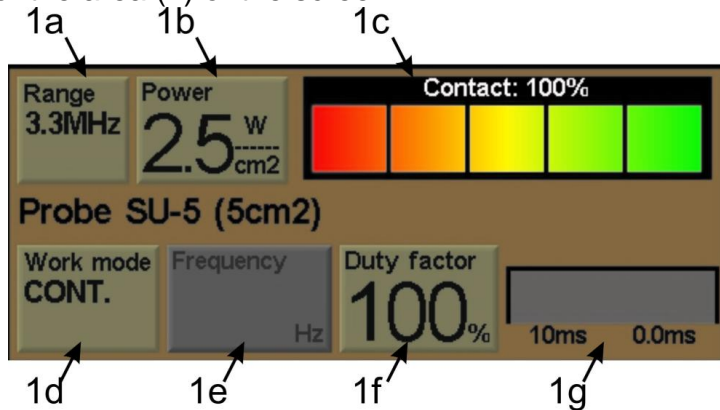 1a 1b 1c
Range
3.3MHz
Power
2.5 W
cm2
Contact: 100%
Probe SU-5 (5cm2)
Work mode
CONT.
Frequency
Hz
Duty factor
100%
10ms 0.0ms
1d 1e 1f 1g